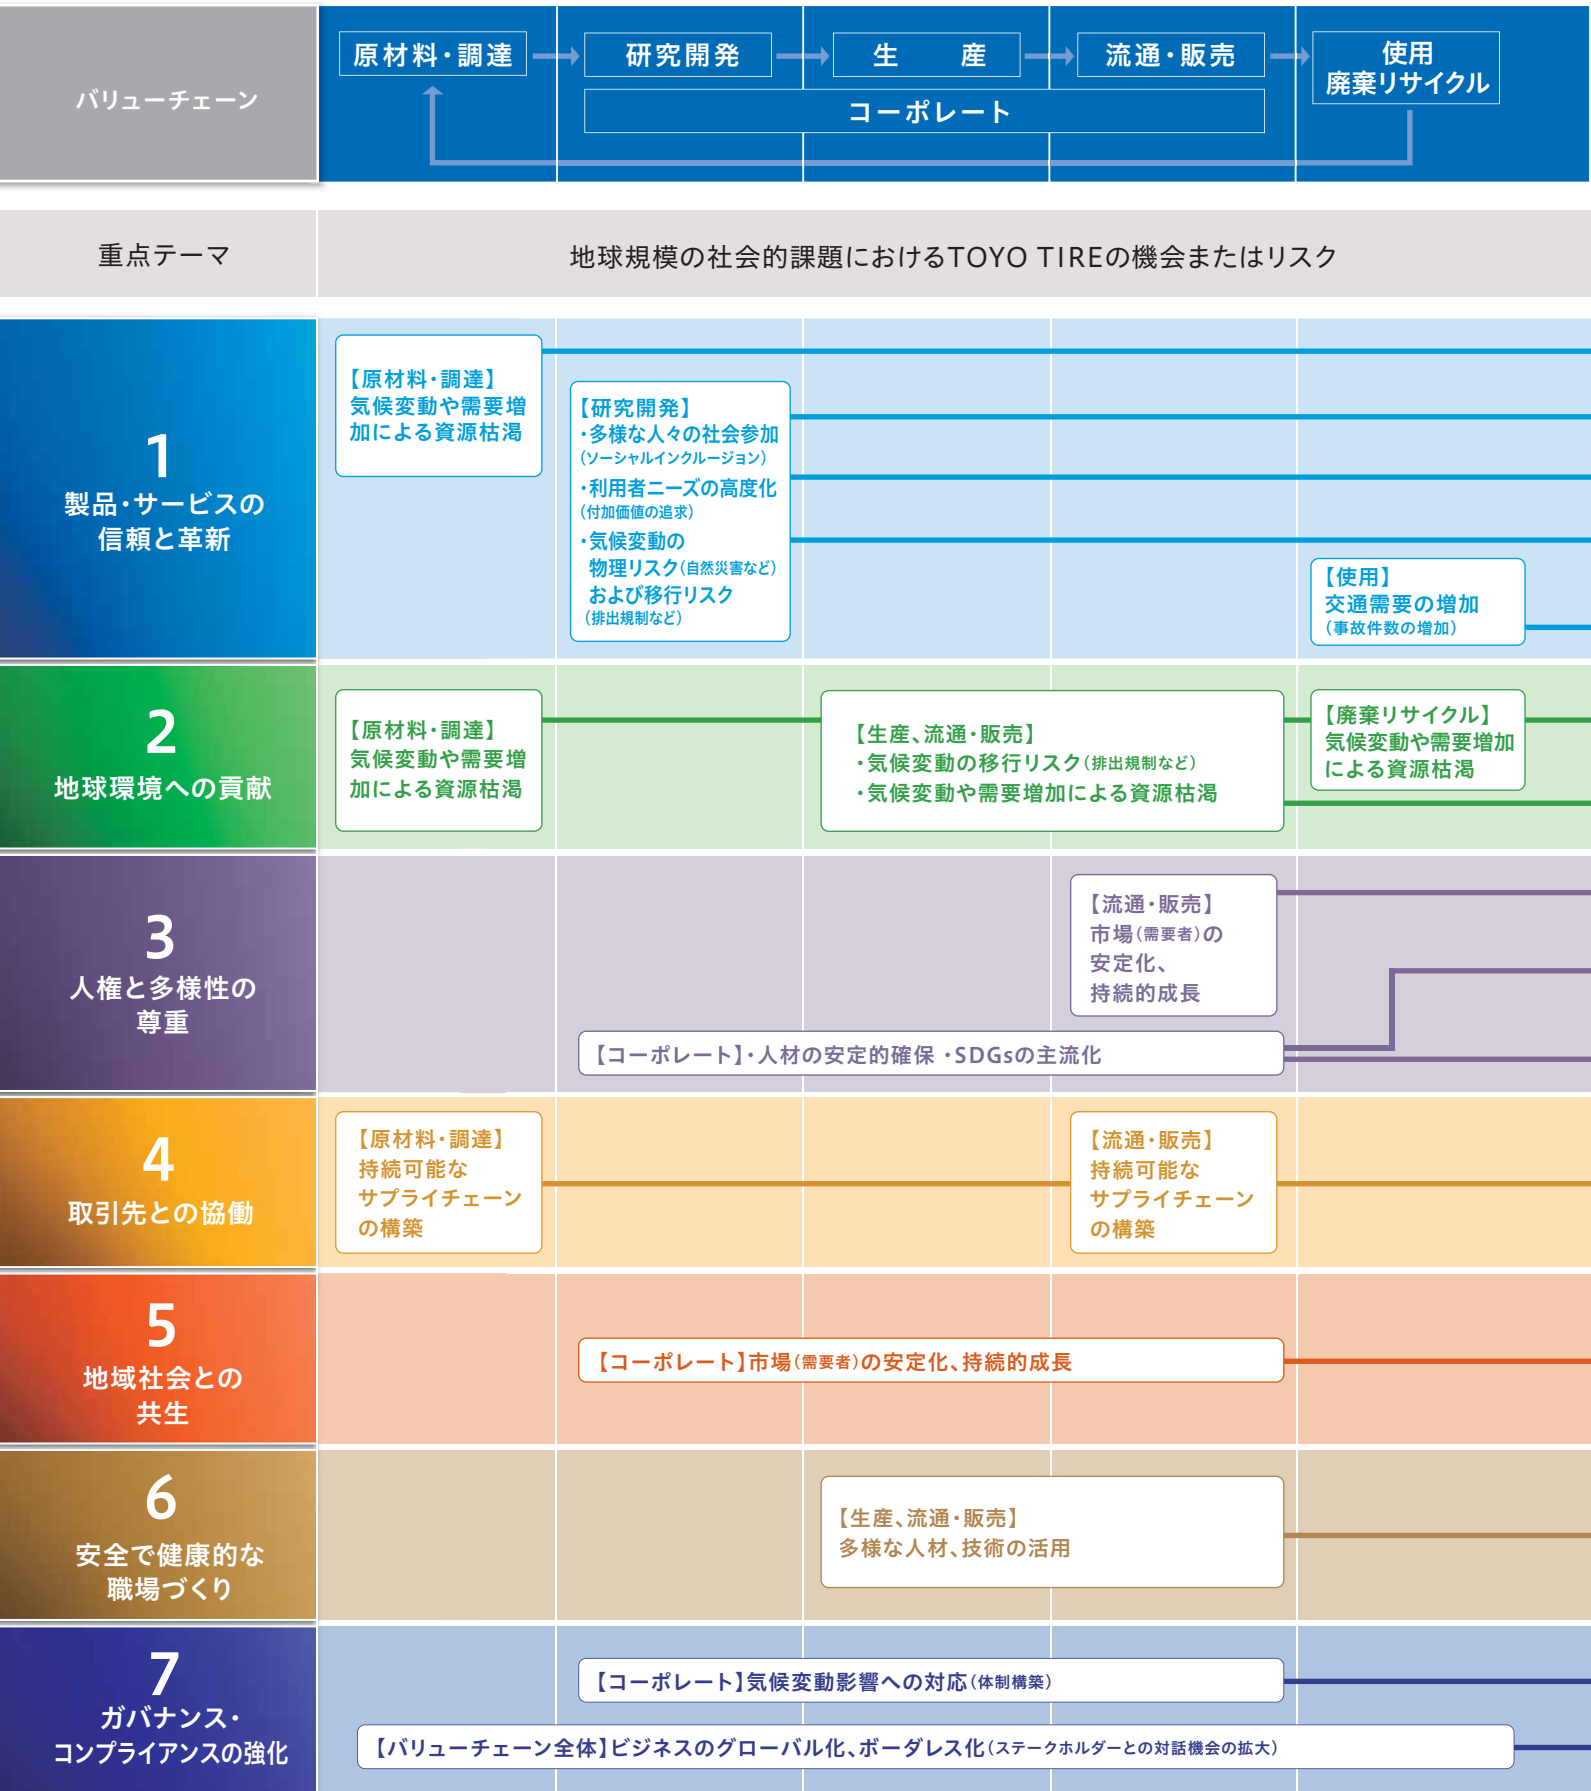 バリューチェーン
原材料・調達
研究開発
生　産
流通・販売
使用
廃棄リサイクル
コーポレート
重点テーマ
地球規模の社会的課題におけるTOYO TIREの機会またはリスク
1
製品・サービスの
信頼と革新
【原材料・調達】
気候変動や需要増
加による資源枯渇
【研究開発】
・多様な人々の社会参加
(ソーシャルインクルージョン)
・利用者ニーズの高度化
(付加価値の追求)
・気候変動の
物理リスク(自然災害など)
および移行リスク
(排出規制など)
【使用】
交通需要の増加
(事故件数の増加)
2
地球環境への貢献
【原材料・調達】
気候変動や需要増
加による資源枯渇
【生産、流通・販売】
・気候変動の移行リスク(排出規制など)
・気候変動や需要増加による資源枯渇
【廃棄リサイクル】
気候変動や需要増加
による資源枯渇
3
人権と多様性の
尊重
【流通・販売】
市場(需要者)の
安定化、
持続的成長
【コーポレート】・人材の安定的確保 ・SDGsの主流化
4
取引先との協働
【原材料・調達】
持続可能な
サプライチェーン
の構築
【流通・販売】
持続可能な
サプライチェーン
の構築
5
地域社会との
共生
【コーポレート】市場(需要者)の安定化、持続的成長
6
安全で健康的な
職場づくり
【生産、流通・販売】
多様な人材、技術の活用
7
ガバナンス・
コンプライアンスの強化
【コーポレート】気候変動影響への対応(体制構築)
【バリューチェーン全体】ビジネスのグローバル化、ボーダレス化(ステークホルダーとの対話機会の拡大)